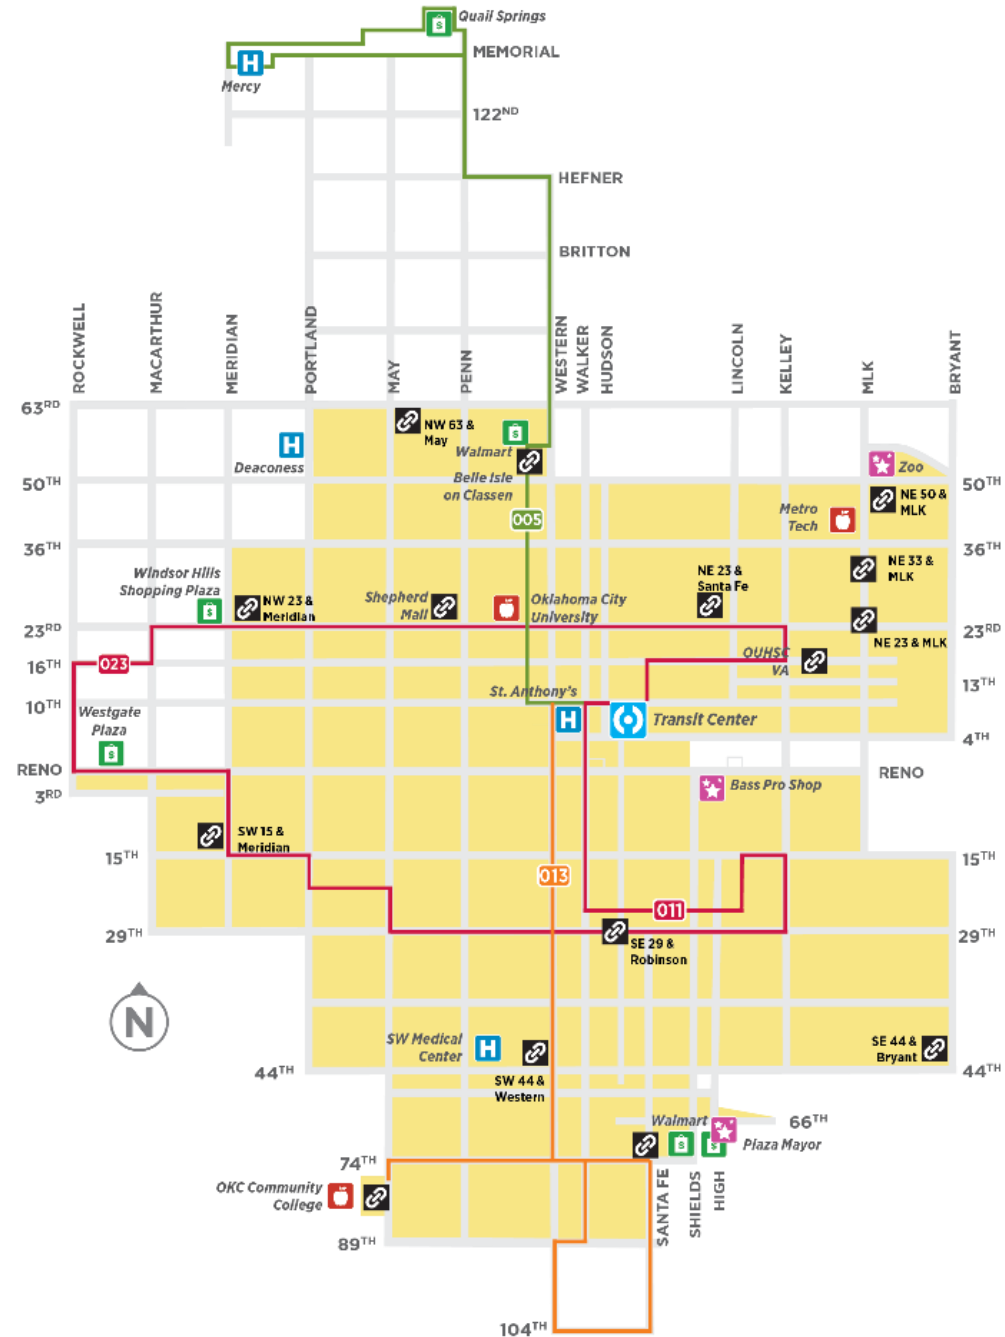 Quail Springs
MEMORIAL
H
Mercy
122ND
HEFNER
BRITTON
ROCKWELL
MACARTHUR
MERIDIAN
PORTLAND
MAY
PENN
WESTERN
WALKER
HUDSON
LINCOLN
KELLEY
MLK
BRYANT
63RD
NW 63 &
May
H
Deaconess
Walmart
Belle Isle
on Classen
Zoo
50TH
50TH
NE 50 &
MLK
005
Metro
Tech
36TH
36TH
NE 33 &
MLK
Windsor Hills
Shopping Plaza
NW 23 &
Meridian
Shepherd
Mall
Oklahoma City
University
NE 23 &
Santa Fe
23RD
23RD
NE 23 & MLK
16TH
023
OUHSC
VA
13TH
St. Anthony's
10TH
H
Transit Center
Westgate
Plaza
4TH
RENO
RENO
3RD
Bass Pro Shop
SW 15 &
Meridian
15TH
15TH
013
011
29TH
29TH
SE 29 &
Robinson
N
SW Medical
Center
H
SW 44 &
Western
SE 44 &
Bryant
44TH
44TH
66TH
Walmart
Plaza Mayor
74TH
OKC Community
College
SANTA FE
SHIELDS
HIGH
89TH
104TH